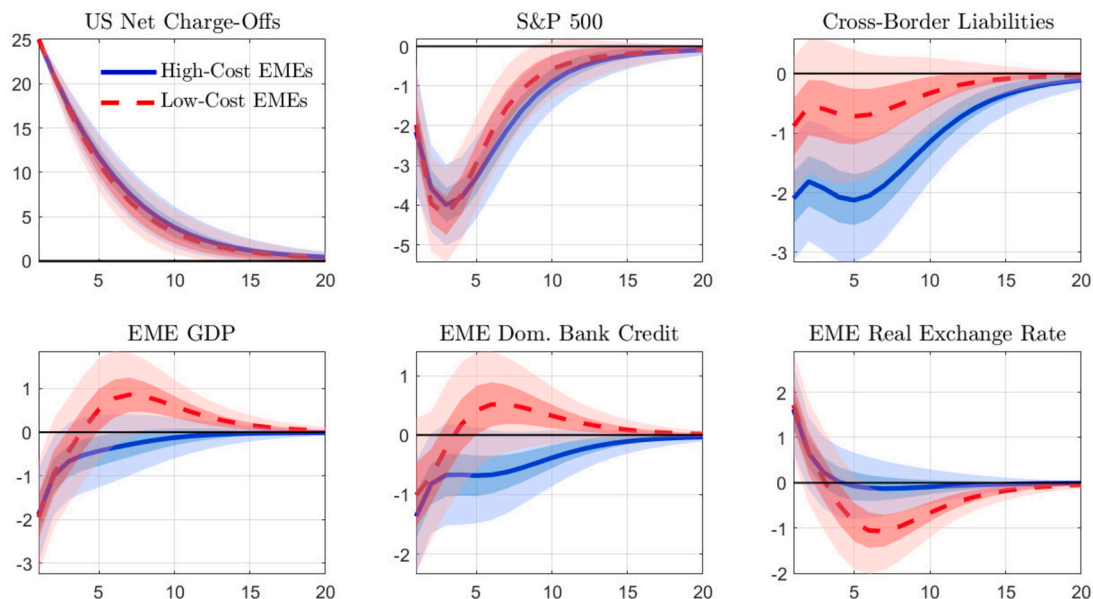 US Net Charge-Offs
25
20
15
10
5
0
5 10 15 20
High-Cost EMEs
Low-Cost EMEs
S&P 500
0
-1
-2
-3
-4
-5
5 10 15 20
Cross-Border Liabilities
0
-1
-2
-3
5 10 15 20
EME GDP
1
0
-1
-2
-3
5 10 15 20
EME Dom. Bank Credit
1
0
-1
-2
5 10 15 20
EME Real Exchange Rate
2
1
0
-1
-2
5 10 15 20